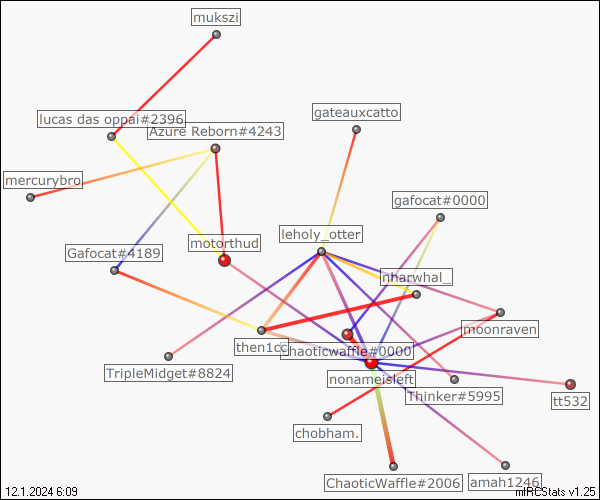 mukszi
gateauxcatto
lucas das oppai#2396
Azure Reborn#4243
mercurybro
gafocat#0000
leholy_otter
motorthud
Gafocat#4189
nharwhal_
moonraven
then1cc
chaoticwaffle#0000
TripleMidget#8824
nonameisleft
Thinker#5995
tt532
chobham.
ChaoticWaffle#2006
amah1246
12.1.2024 6:09
mIRCStats v1.25